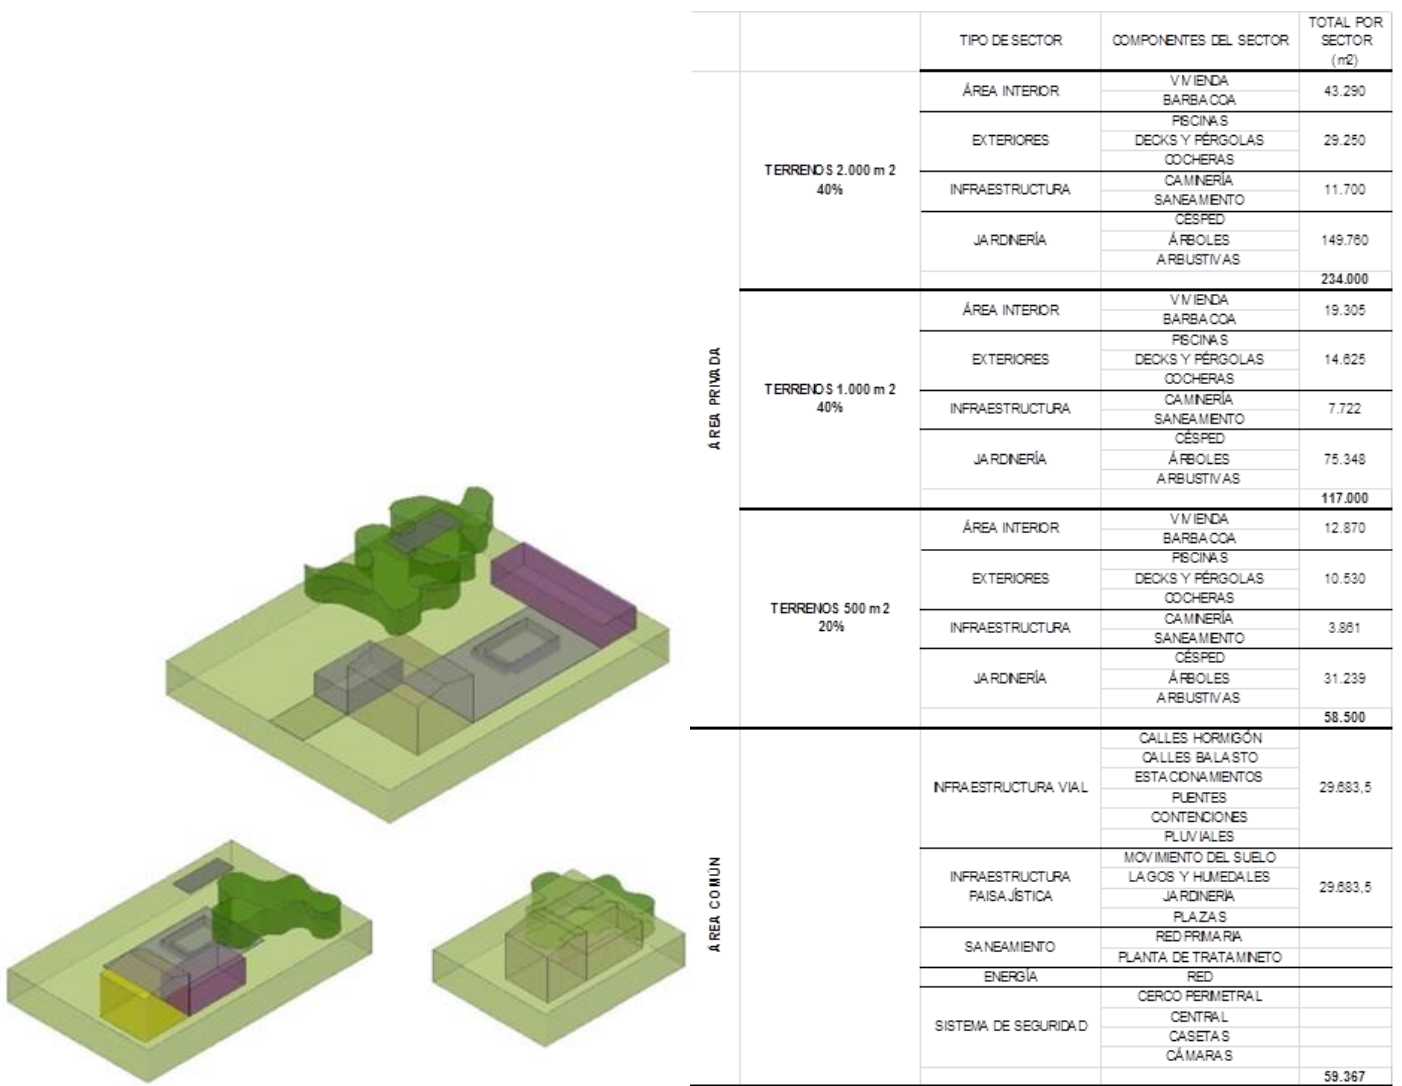 TIPO DE SECTOR COMPONENTES DEL SECTOR TOTAL POR SECTOR (m2)
ÁREA PRIVADA
TERRENOS 2.000 m2
40%
ÁREA INTERIOR
VIVIENDA
BARBACOA
43.290
EXTERIORES
PISCINAS
DECKS Y PÉRGOLAS
COCHERAS
29.250
INFRAESTRUCTURA
CAMINERÍA
SANEAMIENTO
11.700
JARDINERÍA
CÉSPED
ÁRBOLES
ARBUSTIVAS
149.760
234.000
TERRENOS 1.000 m2
40%
ÁREA INTERIOR
VIVIENDA
BARBACOA
19.305
EXTERIORES
PISCINAS
DECKS Y PÉRGOLAS
COCHERAS
14.625
INFRAESTRUCTURA
CAMINERÍA
SANEAMIENTO
7.722
JARDINERÍA
CÉSPED
ÁRBOLES
ARBUSTIVAS
75.348
117.000
TERRENOS 500 m2
20%
ÁREA INTERIOR
VIVIENDA
BARBACOA
12.870
EXTERIORES
PISCINAS
DECKS Y PÉRGOLAS
COCHERAS
10.530
INFRAESTRUCTURA
CAMINERÍA
SANEAMIENTO
3.861
JARDINERÍA
CÉSPED
ÁRBOLES
ARBUSTIVAS
31.239
58.500
ÁREA COMÚN
INFRAESTRUCTURA VIAL
CALLES HORMIGÓN
CALLES BALASTO
ESTACIONAMIENTOS
PUENTES
CONTENCIONES
PLUVIALES
29.683,5
INFRAESTRUCTURA
PAISAJÍSTICA
MOVIMIENTO DEL SUELO
LAGOS Y HUMEDALES
JARDINERÍA
PLAZAS
29.683,5
SANEAMIENTO
RED PRIMARIA
PLANTA DE TRATAMINETO
ENERGÍA
RED
SISTEMA DE SEGURIDAD
CERCO PERIMETRAL
CENTRAL
CASETAS
CÁMARAS
59.367